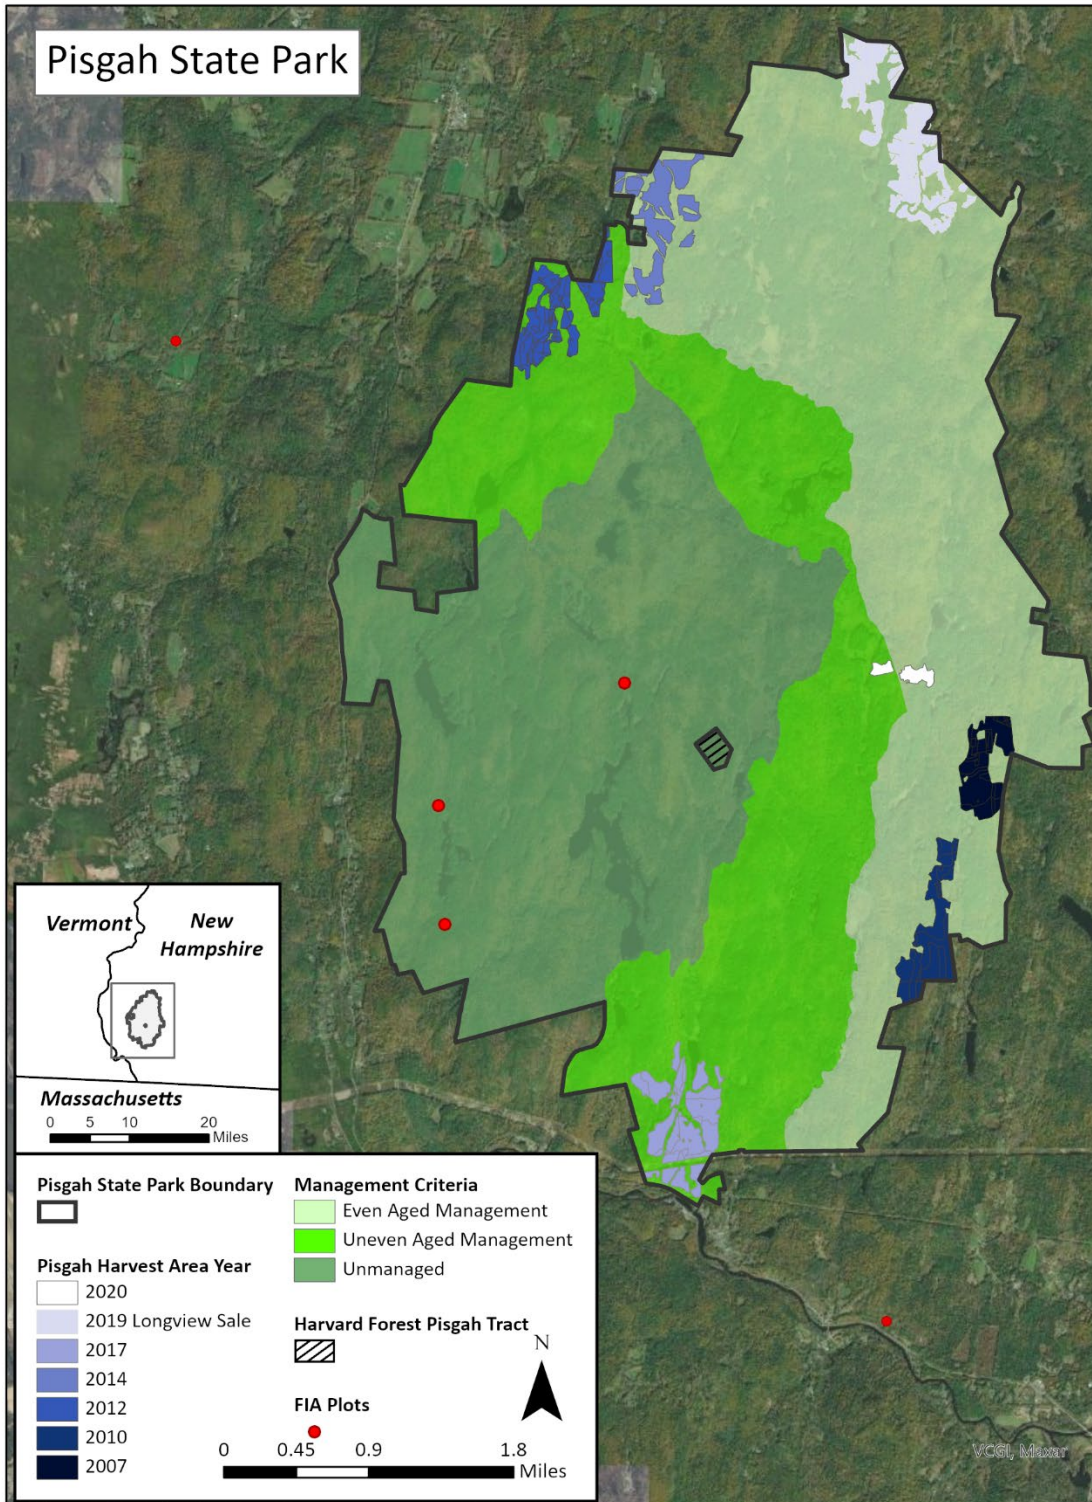 Pisgah State Park
Vermont
New
Hampshire
Massachusetts
0 5 10 20
Miles
Pisgah State Park Boundary
Pisgah Harvest Area Year
2020
2019 Longview Sale
2017
2014
2012
2010
2007
Management Criteria
Even Aged Management
Uneven Aged Management
Unmanaged
Harvard Forest Pisgah Tract
N
FIA Plots
0 0.45 0.9 1.8
Miles
VCGI, Maxar